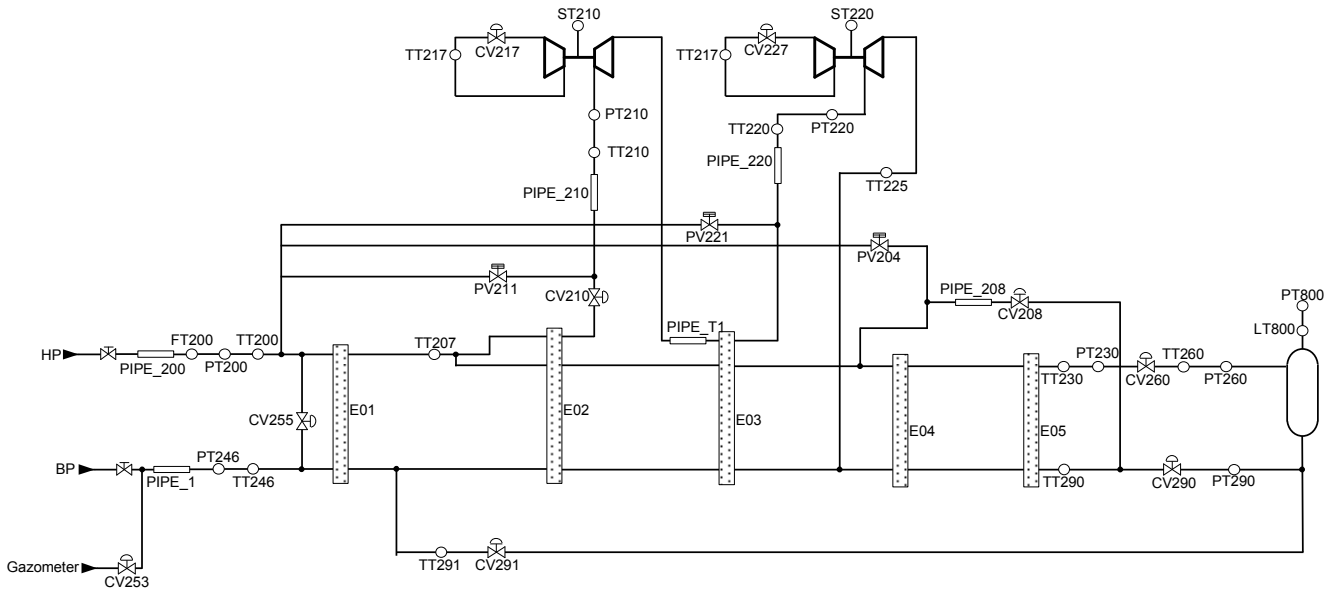 ST210
ST220
TT217
CV217
TT217
CV227
PT210
TT220
PT220
TT210
PIPE_220
PIPE_210
TT225
PV221
PV204
PV211
CV210
PIPE_208
CV208
PT800
LT800
PIPE_T1
HP
FT200
TT200
PIPE_200
PT200
TT207
PT230
TT260
TT230
CV260
PT260
E01
E02
E03
E04
E05
CV255
BP
PT246
PIPE_1
TT246
TT290
CV290
PT290
Gazometer
CV253
TT291
CV291